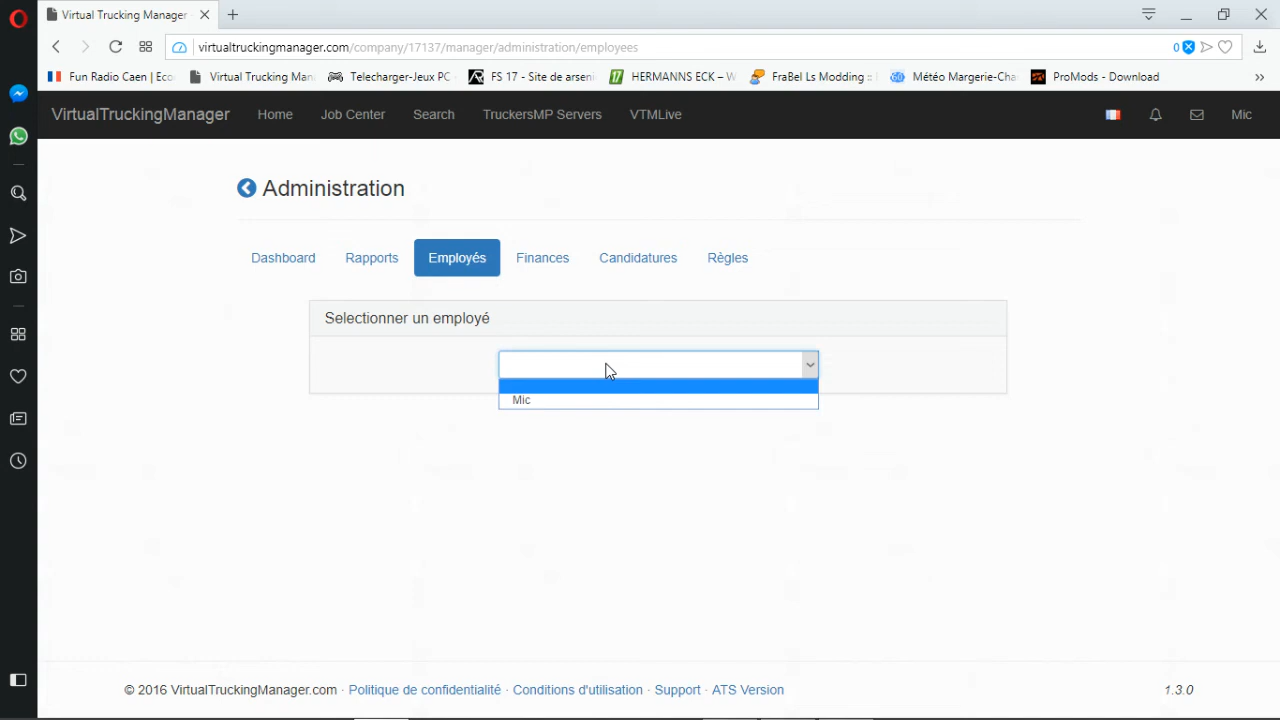 Virtual Trucking Manager
virtualtruckingmanager.com/company/17137/manager/administration/employees
0
Fun Radio Caen | Eco
Virtual Trucking Man
Telecharger-Jeux PC
FS 17 - Site de arseni
HERMANNS ECK – W
FraBel Ls Modding ::
Météo Margerie-Cha
ProMods - Download
»
VirtualTruckingManager
Home
Job Center
Search
TruckersMP Servers
VTMLive
Mic
Administration
Dashboard
Rapports
Employés
Finances
Candidatures
Règles
Selectionner un employé
Mic
© 2016 VirtualTruckingManager.com · Politique de confidentialité · Conditions d'utilisation · Support · ATS Version
1.3.0